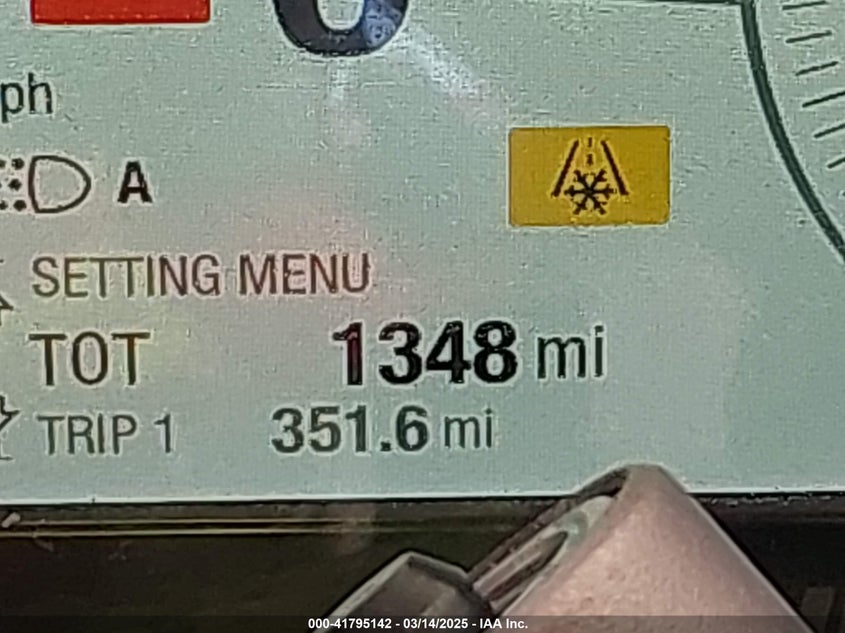 ph
A
SETTING MENU
TOT 1348 mi
TRIP 1 351.6 mi
000-41795142 - 03/14/2025 - IAA Inc.